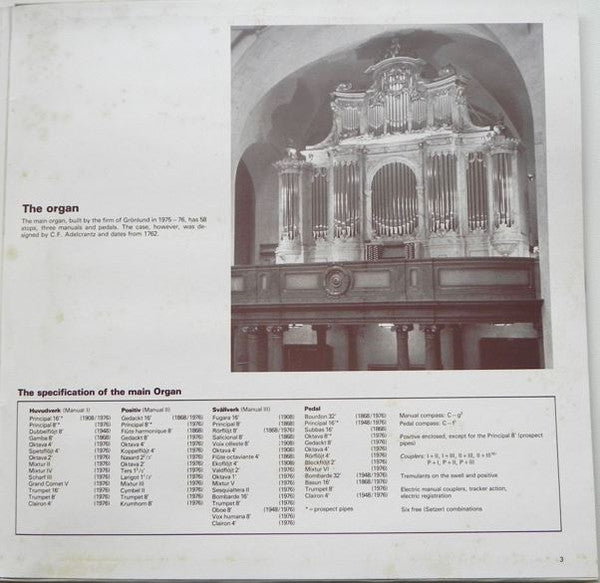 The organ
The main organ, built by the firm of Grönlund in 1975–76, has 58
stops, three manuals and pedals. The case, however, was de-
signed by C.F. Adelcrantz and dates from 1762.
The specification of the main Organ
Huvudverk (Manual I)
Principal 16'* (1908/1976)
Principal 8'* (1976)
Dubbelflöjt 8' (1948)
Gamba 8' (1868)
Oktava 4' (1976)
Spetsflöjt 4' (1976)
Oktava 2' (1976)
Mixtur II (1976)
Mixtur IV (1976)
Scharf III (1976)
Grand Cornet V (1976)
Trumpet 16' (1976)
Trumpet 8' (1976)
Clairon 4' (1976)
Positiv (Manual II)
Gedackt 16' (1868/1976)
Principal 8'* (1976)
Flûte harmonique 8' (1868)
Gedackt 8' (1976)
Oktava 4' (1976)
Koppelflöjt 4' (1976)
Nasard 2²/₃' (1976)
Oktava 2' (1976)
Ters 1³/₅' (1976)
Larigot 1¹/₃' (1976)
Mixtur III (1976)
Cymbel II (1976)
Trumpet 8' (1976)
Krumhorn 8' (1976)
Svällverk (Manual III)
Fugara 16' (1908)
Principal 8' (1868)
Rörflöjt 8' (1868/1976)
Salicional 8' (1868)
Voix céleste 8' (1868)
Oktava 4' (1908)
Flûte octaviante 4' (1868)
Ekoflöjt 4' (1908)
Valdflöjt 2' (1976)
Oktava 1' (1976)
Mixtur V (1976)
Sesquialtera II (1976)
Bombarde 16' (1976)
Trumpet 8' (1976)
Oboe 8' (1948/1976)
Vox humana 8' (1976)
Clairon 4' (1976)
Pedal
Bourdon 32' (1868/1976)
Principal 16'* (1948/1976)
Subbas 16' (1868)
Oktava 8'* (1976)
Gedackt 8' (1976)
Oktava 4' (1976)
Rörflöjt 4' (1976)
Blockflöjt 2' (1976)
Mixtur VI (1976)
Bombarde 32' (1948/1976)
Basun 16' (1868/1976)
Trumpet 8' (1976)
Clairon 4' (1948/1976)
* = prospect pipes
Manual compass: C—g³
Pedal compass: C—f¹
Positive enclosed, except for the Principal 8' (prospect
pipes)
Couplers: I + II, I + III, II + III, II + III
P + I, P + II, P + III
Tremulants on the swell and positive
Electric manual couplers, tracker action,
electric registration
Six free (Setzer) combinations
3